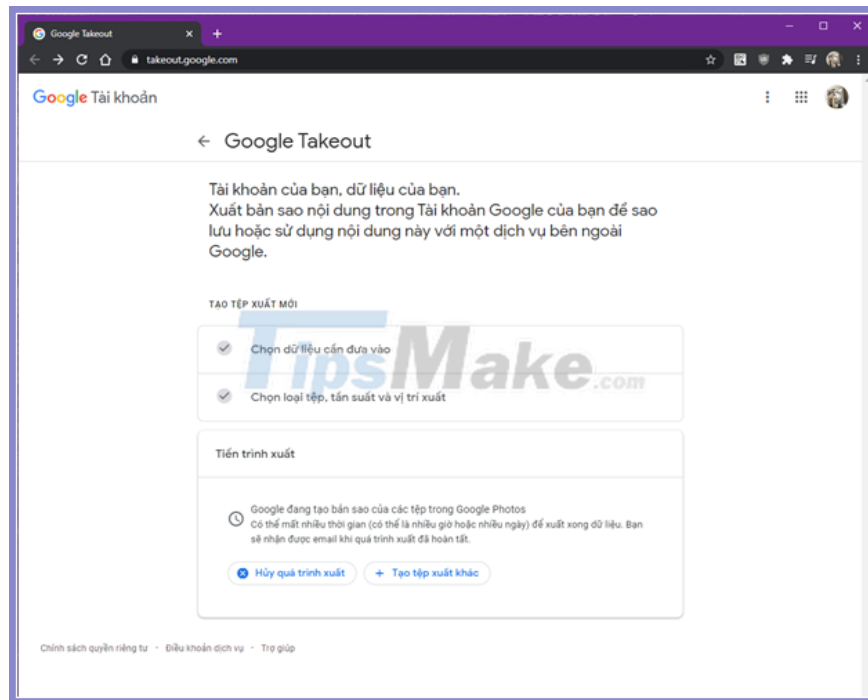 Google Takeout
takeout.google.com
Google Tài khoản
Google Takeout
Tài khoản của bạn, dữ liệu của bạn.
Xuất bản sao nội dung trong Tài khoản Google của bạn để sao
lưu hoặc sử dụng nội dung này với một dịch vụ bên ngoài
Google.
TẠO TỆP XUẤT MỚI
Chọn dữ liệu cần đưa vào
TipsMake.com
Chọn loại tệp, tần suất và vị trí xuất
Tiến trình xuất
Google đang tạo bản sao của các tệp trong Google Photos
Có thể mất nhiều thời gian (có thể là nhiều giờ hoặc nhiều ngày) để xuất xong dữ liệu. Bạn
sẽ nhận được email khi quá trình xuất đã hoàn tất.
Hủy quá trình xuất + Tạo tệp xuất khác
Chính sách quyền riêng tư · Điều khoản dịch vụ · Trợ giúp